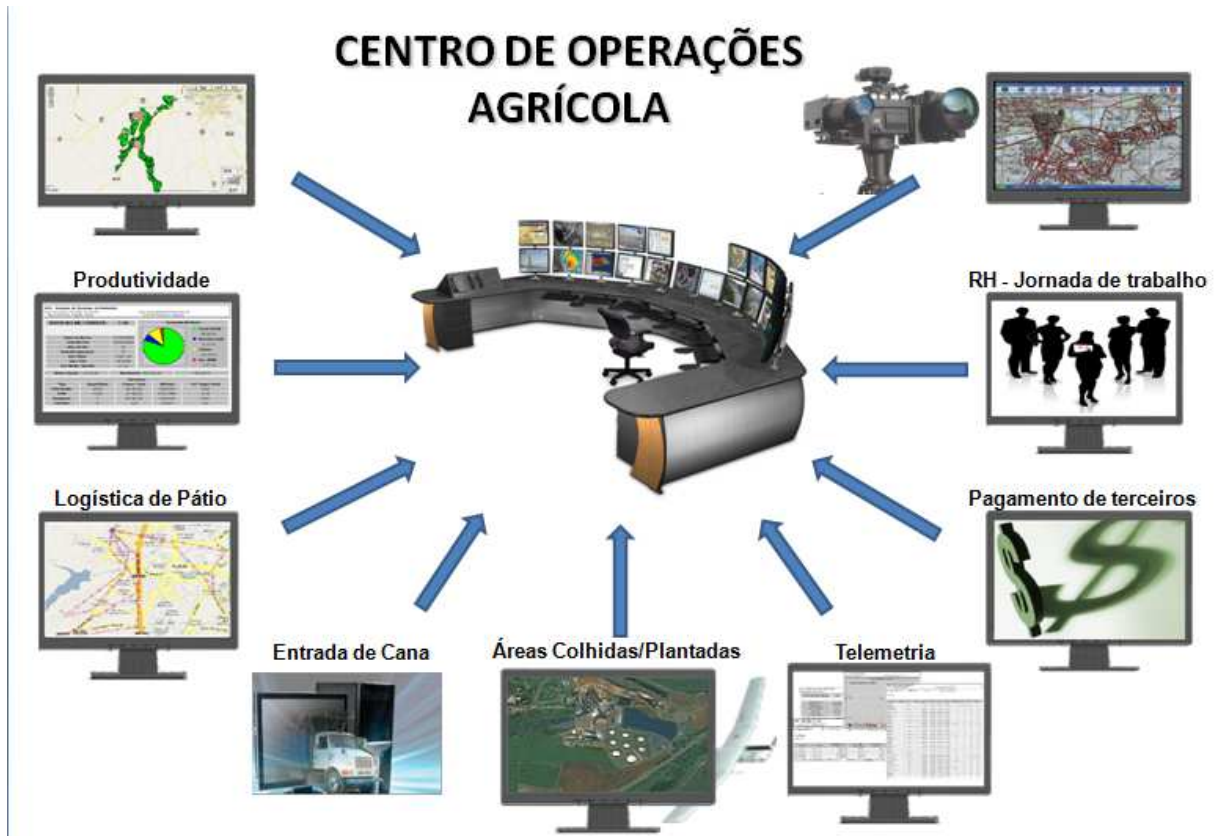 CENTRO DE OPERAÇÕES
AGRÍCOLA
Produtividade
RH - Jornada de trabalho
Logística de Pátio
Pagamento de terceiros
Entrada de Cana
Áreas Colhidas/Plantadas
Telemetria